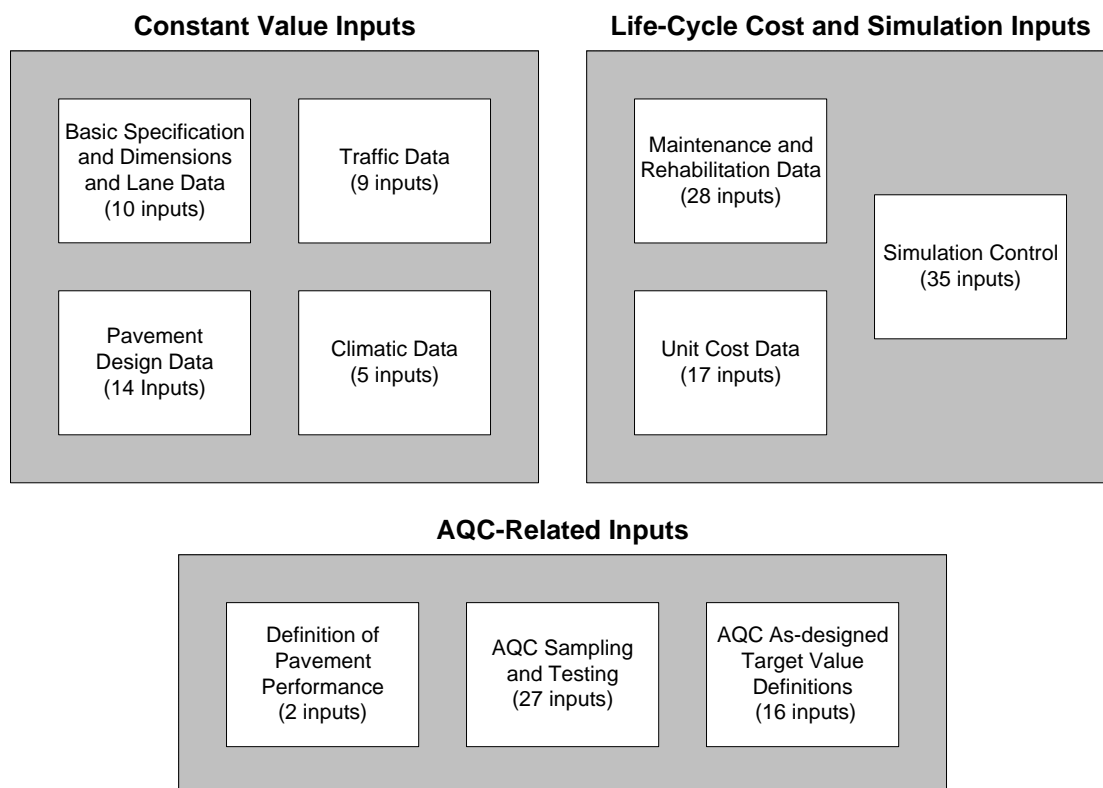 Constant Value Inputs
Basic Specification
and Dimensions
and Lane Data
(10 inputs)
Traffic Data
(9 inputs)
Pavement
Design Data
(14 Inputs)
Climatic Data
(5 inputs)
Life-Cycle Cost and Simulation Inputs
Maintenance and
Rehabilitation Data
(28 inputs)
Simulation Control
(35 inputs)
Unit Cost Data
(17 inputs)
AQC-Related Inputs
Definition of
Pavement
Performance
(2 inputs)
AQC Sampling
and Testing
(27 inputs)
AQC As-designed
Target Value
Definitions
(16 inputs)